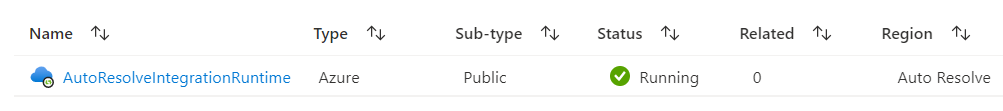 Name Type Sub-type Status Related Region
AutoResolveIntegrationRuntime Azure Public Running 0 Auto Resolve